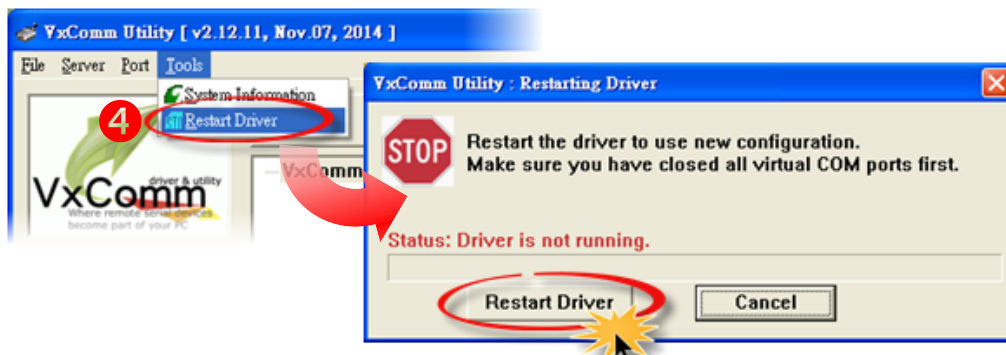 VxComm Utility [ v2.12.11, Nov.07, 2014 ]
File Server Port Tools
System Information
4
Restart Driver
VxComm
driver & utility
VxComm
Where remote serial devices
become part of your PC
VxComm Utility : Restarting Driver
STOP
Restart the driver to use new configuration.
Make sure you have closed all virtual COM ports first.
Status: Driver is not running.
Restart Driver
Cancel